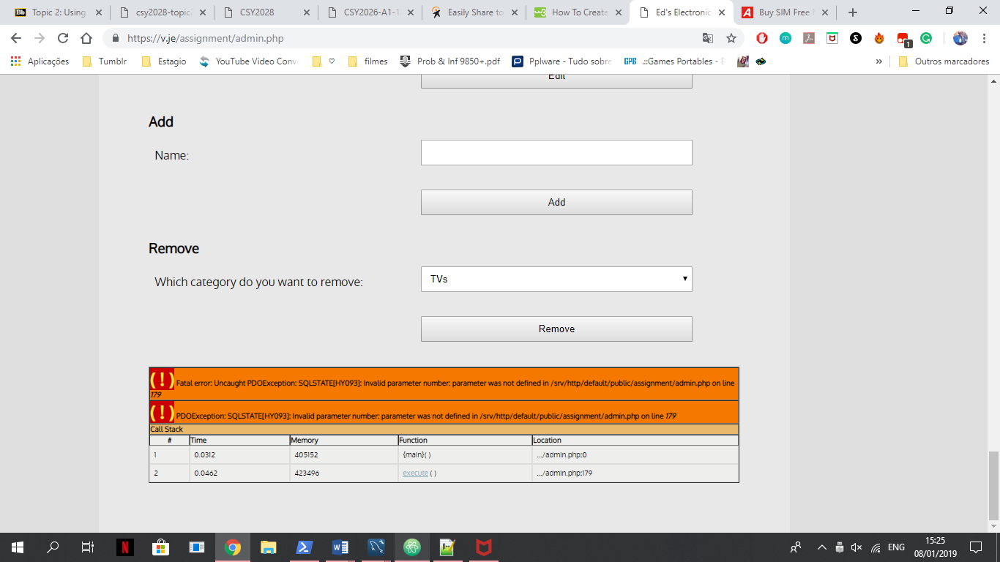 Topic 2: Using
csy2028-topic2
CSY2028
CSY2026-A1-1
Easily Share to
How To Create
Ed's Electronic
Buy SIM Free
https://v.je/assignment/admin.php
1
Aplicações
Tumblr
Estagio
YouTube Video Conv
♡
filmes
Prob & Inf 9850+.pdf
Pplware - Tudo sobre
.::Games Portables -
»
Outros marcadores
Edit
Add
Name:
Add
Remove
Which category do you want to remove:
TVs
Remove
( ! ) Fatal error: Uncaught PDOException: SQLSTATE[HY093]: Invalid parameter number: parameter was not defined in /srv/http/default/public/assignment/admin.php on line
179
( ! ) PDOException: SQLSTATE[HY093]: Invalid parameter number: parameter was not defined in /srv/http/default/public/assignment/admin.php on line 179
Call Stack
# Time Memory Function Location
1 0.0312 405152 {main}( ) .../admin.php:0
2 0.0462 423496 execute ( ) .../admin.php:179
ENG
15:25
08/01/2019